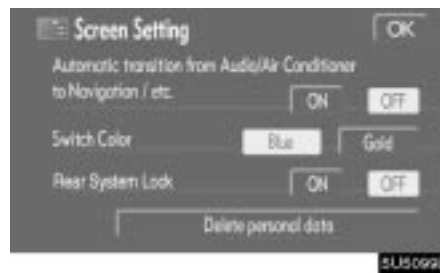 Screen Setting
OK
Automatic transition from Audio/Air Conditioner
to Navigation / etc.
ON
OFF
Switch Color
Blue
Gold
Rear System Lock
ON
OFF
Delete personal data